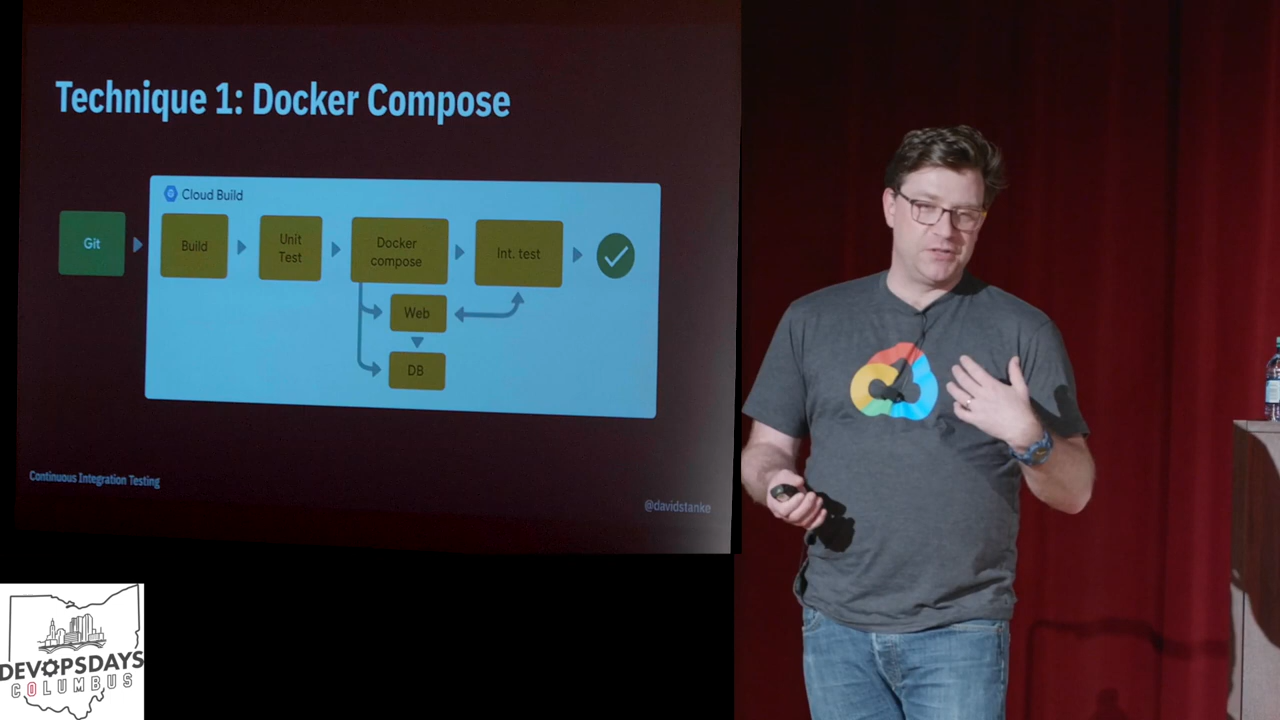 Technique 1: Docker Compose
Cloud Build
Git
Build
Unit
Test
Docker
compose
Int. test
Web
DB
Continuous Integration Testing
@davidstanke
DEVOPSDAYS
COLUMBUS